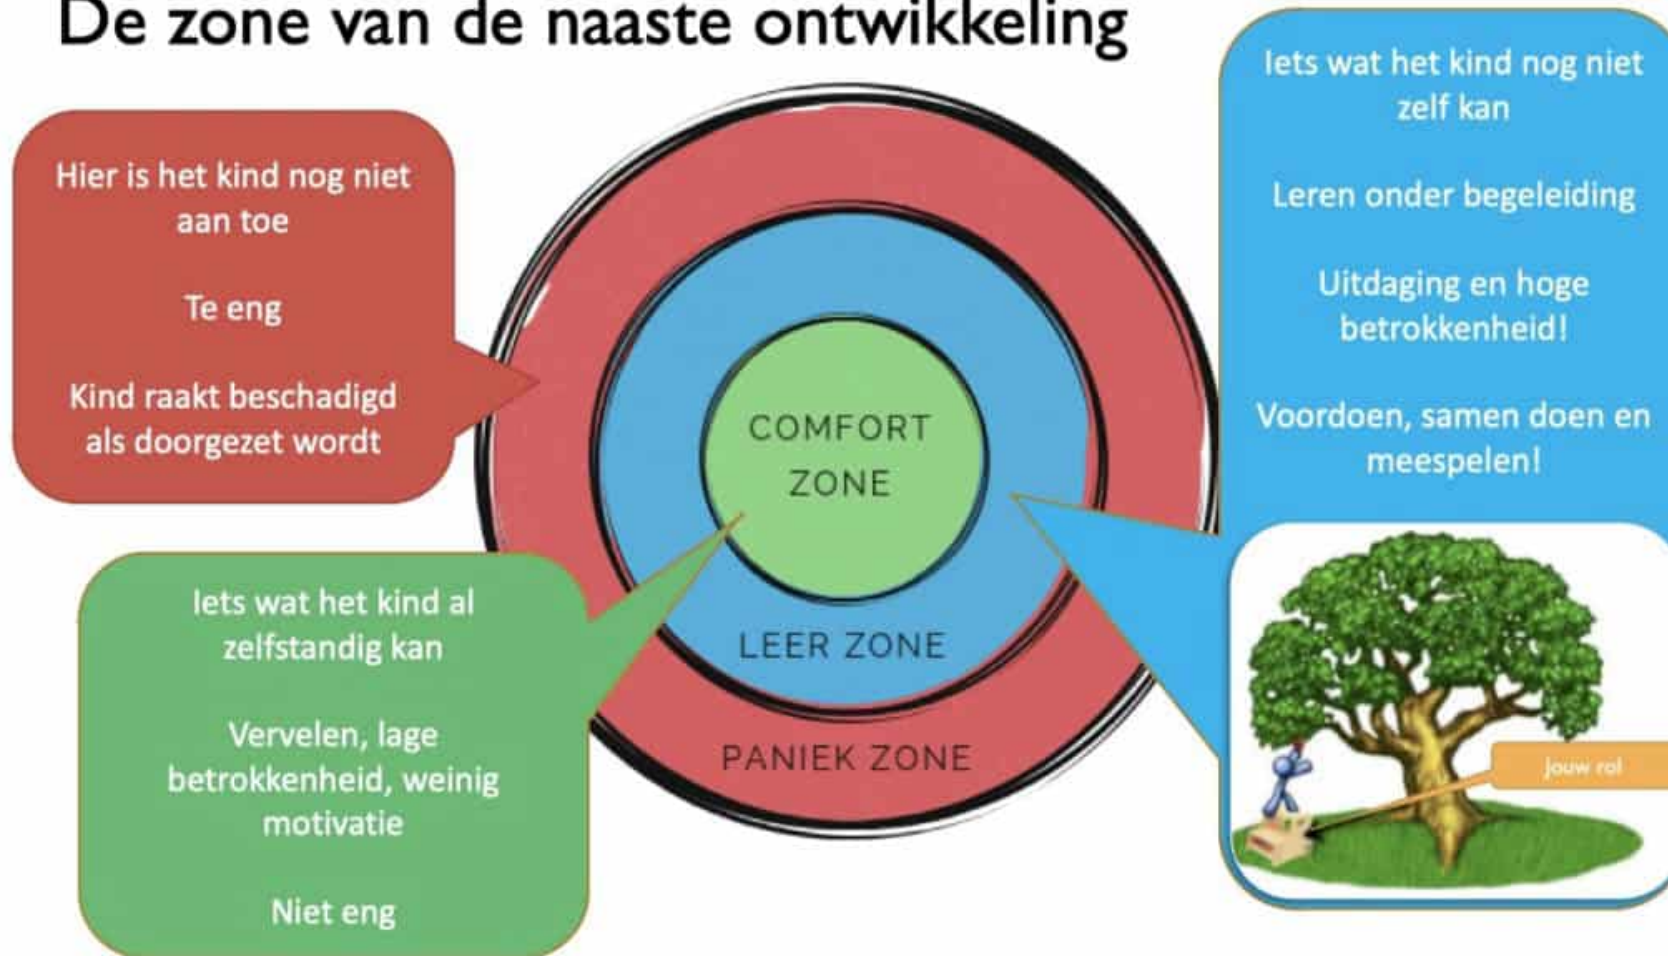 De zone van de naaste ontwikkeling
Hier is het kind nog niet
aan toe
Te eng
Kind raakt beschadigd
als doorgezet wordt
Iets wat het kind al
zelfstandig kan
Vervelen, lage
betrokkenheid, weinig
motivatie
Niet eng
COMFORT
ZONE
LEER ZONE
PANIEK ZONE
Iets wat het kind nog niet
zelf kan
Leren onder begeleiding
Uitdaging en hoge
betrokkenheid!
Voordoen, samen doen en
meespelen!
Jouw rol